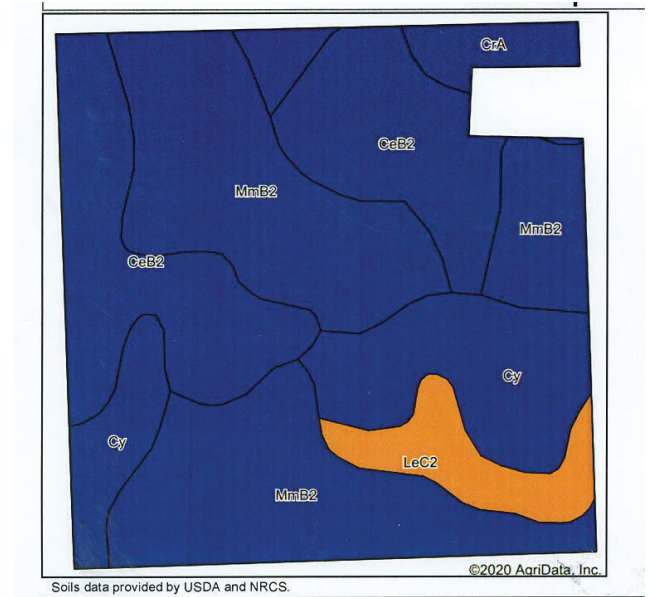 CrA
CeB2
MmB2
MmB2
CeB2
Cy
Cy
LeC2
MmB2
©2020 AgriData, Inc.
Soils data provided by USDA and NRCS.